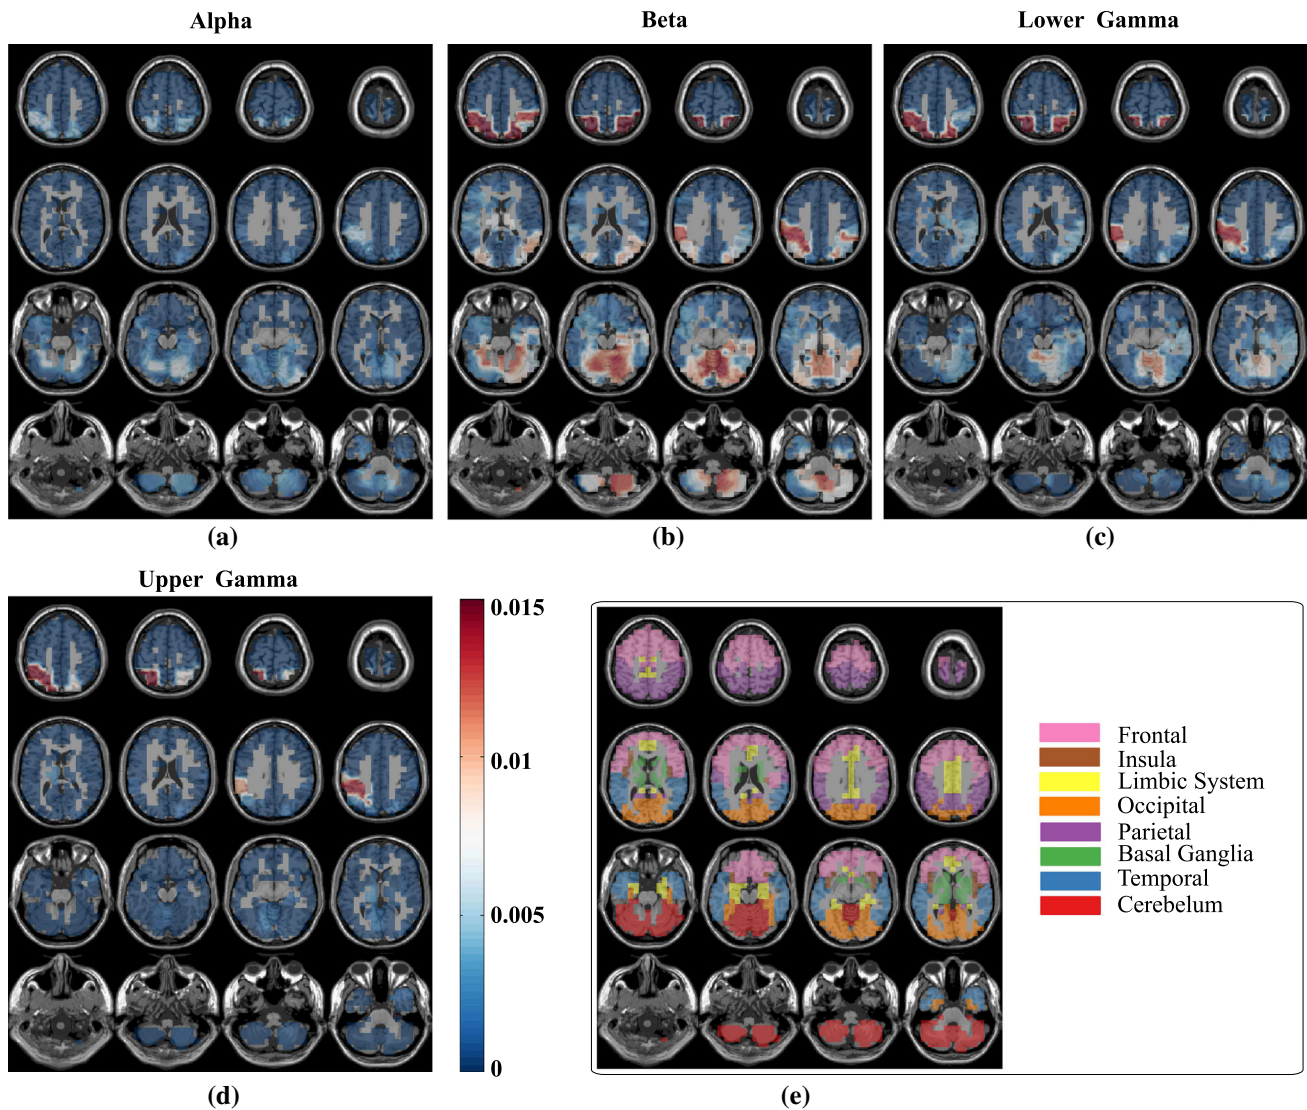 Alpha
Beta
Lower Gamma
(a)
(b)
(c)
Upper Gamma
0.015
0.01
0.005
0
Frontal
Insula
Limbic System
Occipital
Parietal
Basal Ganglia
Temporal
Cerebelum
(d)
(e)